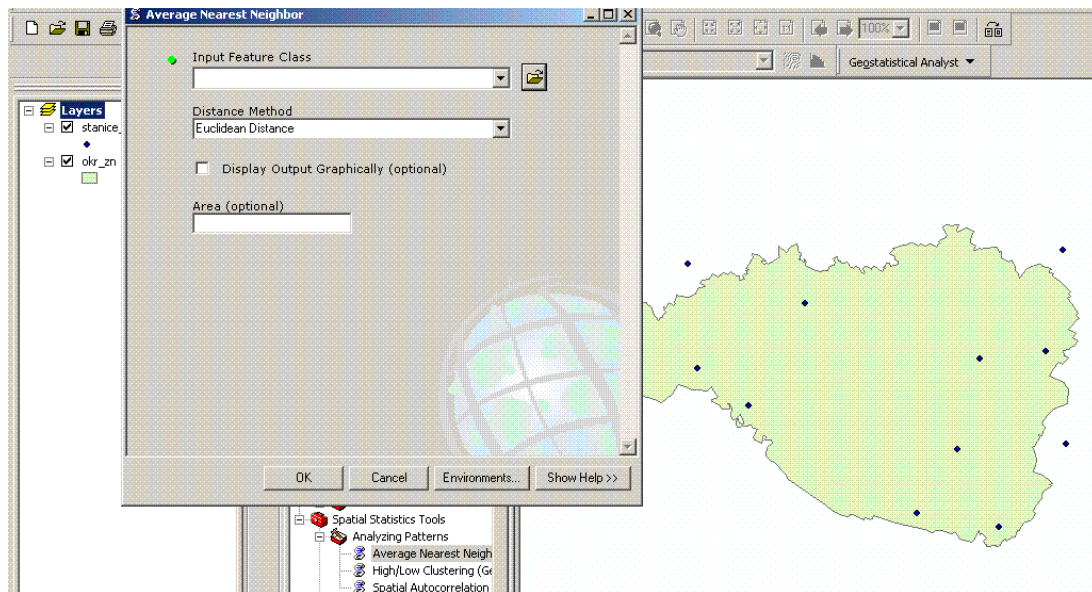 Average Nearest Neighbor
Input Feature Class
Distance Method
Euclidean Distance
Display Output Graphically (optional)
Area (optional)
OK
Cancel
Environments...
Show Help >>
100%
Geostatistical Analyst
Layers
stanice_
okr_zn
Spatial Statistics Tools
Analyzing Patterns
Average Nearest Neigh
High/Low Clustering (Ge
Spatial Autocorrelation